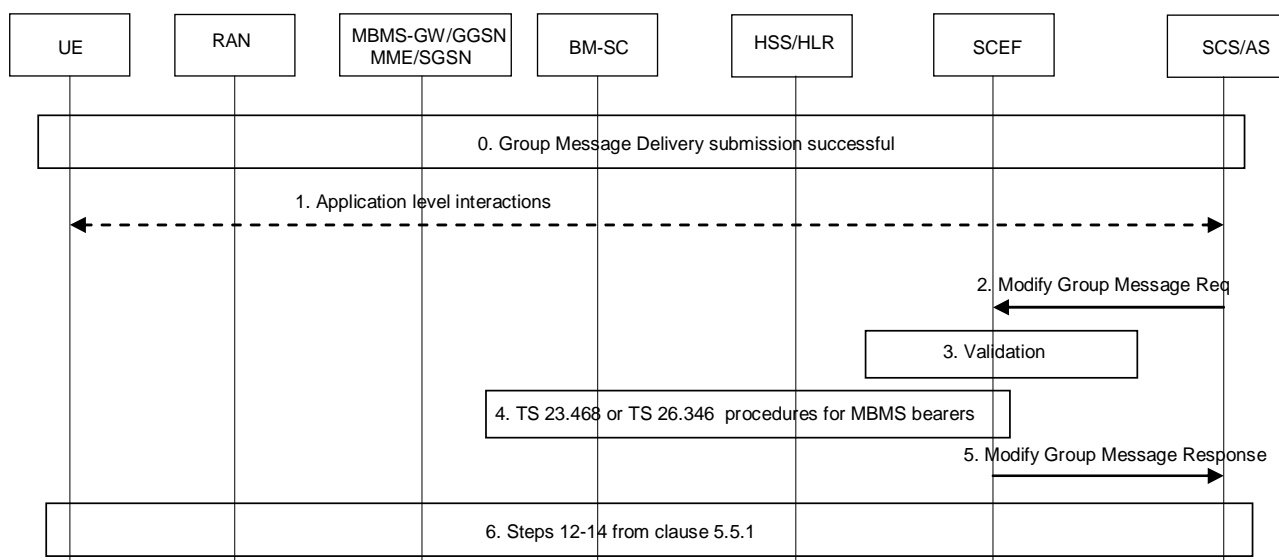 UE
RAN
MBMS-GW/GGSN
MME/SGSN
BM-SC
HSS/HLR
SCEF
SCS/AS
0. Group Message Delivery submission successful
1. Application level interactions
2. Modify Group Message Req
3. Validation
4. TS 23.468 or TS 26.346 procedures for MBMS bearers
5. Modify Group Message Response
6. Steps 12-14 from clause 5.5.1